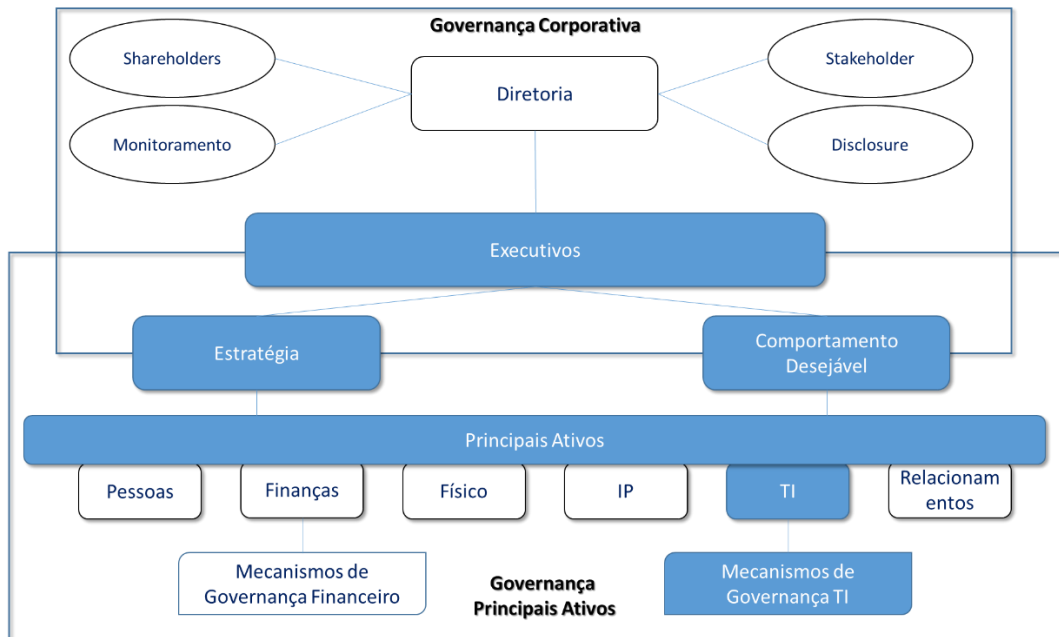 Governança Corporativa
Shareholders
Diretoria
Stakeholder
Monitoramento
Disclosure
Executivos
Estratégia
Comportamento
Desejável
Principais Ativos
Pessoas
Finanças
Físico
IP
TI
Relacionam
entos
Mecanismos de
Governança Financeiro
Governança
Principais Ativos
Mecanismos de
Governança TI